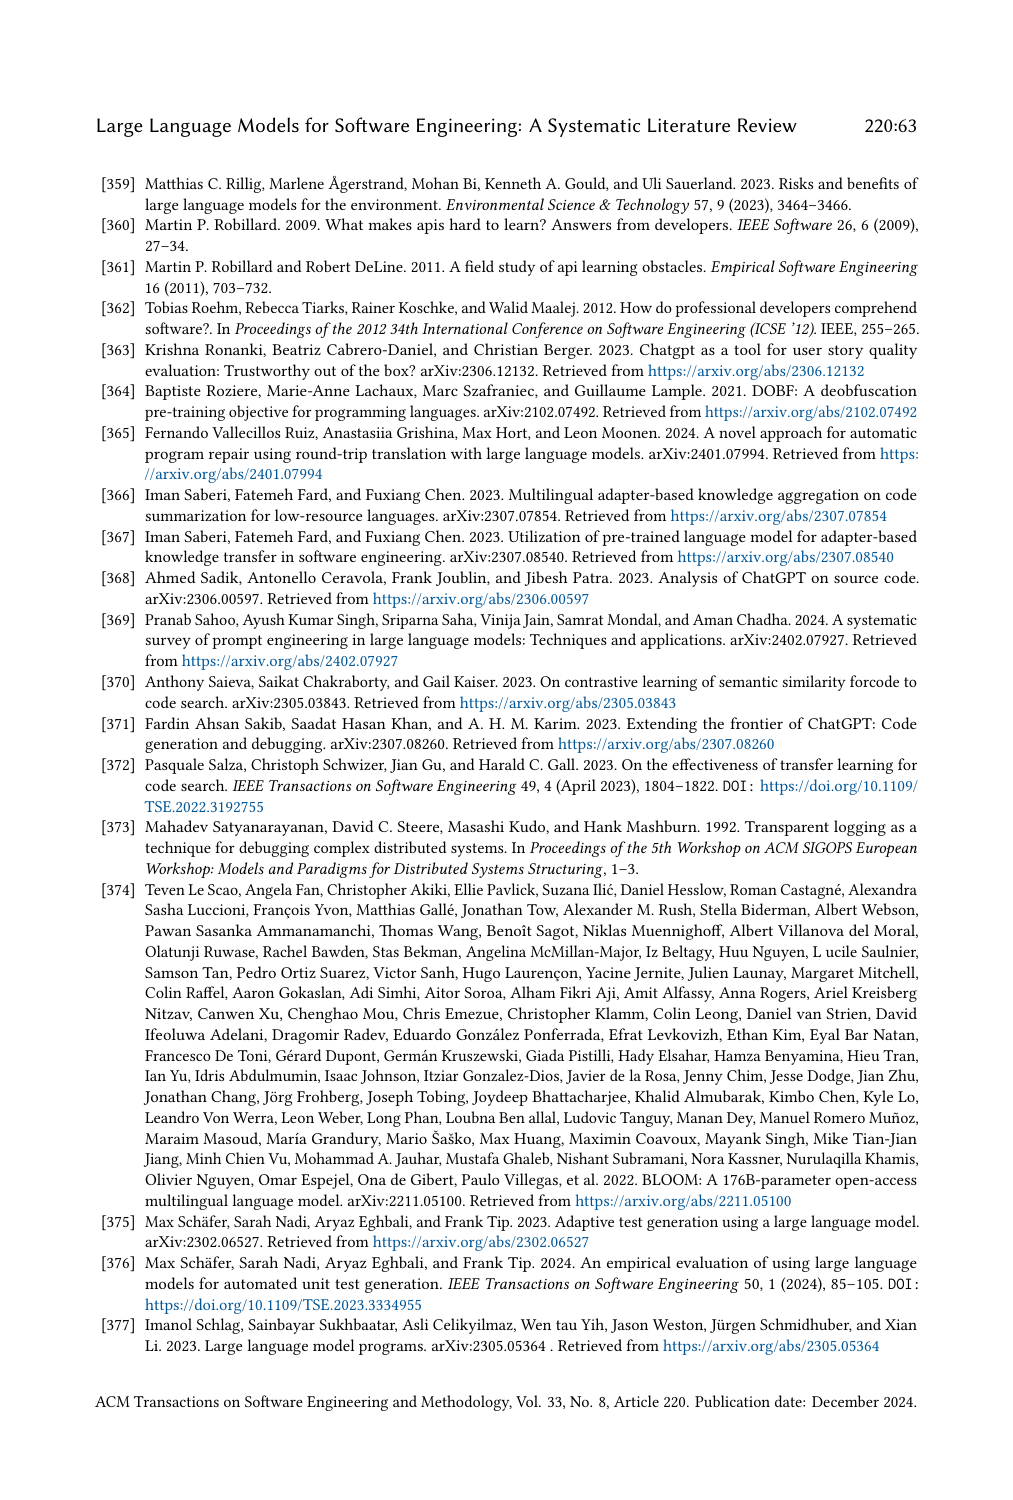 Large Language Models for Software Engineering: A Systematic Literature Review 220:63
[359] Matthias C. Rillig, Marlene Ågerstrand, Mohan Bi, Kenneth A. Gould, and Uli Sauerland. 2023. Risks and benefits of
large language models for the environment. Environmental Science & Technology 57, 9 (2023), 3464–3466.
[360] Martin P. Robillard. 2009. What makes apis hard to learn? Answers from developers. IEEE Software 26, 6 (2009),
27–34.
[361] Martin P. Robillard and Robert DeLine. 2011. A field study of api learning obstacles. Empirical Software Engineering
16 (2011), 703–732.
[362] Tobias Roehm, Rebecca Tiarks, Rainer Koschke, and Walid Maalej. 2012. How do professional developers comprehend
software?. In Proceedings of the 2012 34th International Conference on Software Engineering (ICSE ’12). IEEE, 255–265.
[363] Krishna Ronanki, Beatriz Cabrero-Daniel, and Christian Berger. 2023. Chatgpt as a tool for user story quality
evaluation: Trustworthy out of the box? arXiv:2306.12132. Retrieved from https://arxiv.org/abs/2306.12132
[364] Baptiste Roziere, Marie-Anne Lachaux, Marc Szafraniec, and Guillaume Lample. 2021. DOBF: A deobfuscation
pre-training objective for programming languages. arXiv:2102.07492. Retrieved from https://arxiv.org/abs/2102.07492
[365] Fernando Vallecillos Ruiz, Anastasiia Grishina, Max Hort, and Leon Moonen. 2024. A novel approach for automatic
program repair using round-trip translation with large language models. arXiv:2401.07994. Retrieved from https:
//arxiv.org/abs/2401.07994
[366] Iman Saberi, Fatemeh Fard, and Fuxiang Chen. 2023. Multilingual adapter-based knowledge aggregation on code
summarization for low-resource languages. arXiv:2307.07854. Retrieved from https://arxiv.org/abs/2307.07854
[367] Iman Saberi, Fatemeh Fard, and Fuxiang Chen. 2023. Utilization of pre-trained language model for adapter-based
knowledge transfer in software engineering. arXiv:2307.08540. Retrieved from https://arxiv.org/abs/2307.08540
[368] Ahmed Sadik, Antonello Ceravola, Frank Joublin, and Jibesh Patra. 2023. Analysis of ChatGPT on source code.
arXiv:2306.00597. Retrieved from https://arxiv.org/abs/2306.00597
[369] Pranab Sahoo, Ayush Kumar Singh, Sriparna Saha, Vinija Jain, Samrat Mondal, and Aman Chadha. 2024. A systematic
survey of prompt engineering in large language models: Techniques and applications. arXiv:2402.07927. Retrieved
from https://arxiv.org/abs/2402.07927
[370] Anthony Saieva, Saikat Chakraborty, and Gail Kaiser. 2023. On contrastive learning of semantic similarity forcode to
code search. arXiv:2305.03843. Retrieved from https://arxiv.org/abs/2305.03843
[371] Fardin Ahsan Sakib, Saadat Hasan Khan, and A. H. M. Karim. 2023. Extending the frontier of ChatGPT: Code
generation and debugging. arXiv:2307.08260. Retrieved from https://arxiv.org/abs/2307.08260
[372] Pasquale Salza, Christoph Schwizer, Jian Gu, and Harald C. Gall. 2023. On the effectiveness of transfer learning for
code search. IEEE Transactions on Software Engineering 49, 4 (April 2023), 1804–1822. DOI: https://doi.org/10.1109/
TSE.2022.3192755
[373] Mahadev Satyanarayanan, David C. Steere, Masashi Kudo, and Hank Mashburn. 1992. Transparent logging as a
technique for debugging complex distributed systems. In Proceedings of the 5th Workshop on ACM SIGOPS European
Workshop: Models and Paradigms for Distributed Systems Structuring, 1–3.
[374] Teven Le Scao, Angela Fan, Christopher Akiki, Ellie Pavlick, Suzana Ilić, Daniel Hesslow, Roman Castagné, Alexandra
Sasha Luccioni, François Yvon, Matthias Gallé, Jonathan Tow, Alexander M. Rush, Stella Biderman, Albert Webson,
Pawan Sasanka Ammanamanchi, Thomas Wang, Benoît Sagot, Niklas Muennighoff, Albert Villanova del Moral,
Olatunji Ruwase, Rachel Bawden, Stas Bekman, Angelina McMillan-Major, Iz Beltagy, Huu Nguyen, L ucile Saulnier,
Samson Tan, Pedro Ortiz Suarez, Victor Sanh, Hugo Laurençon, Yacine Jernite, Julien Launay, Margaret Mitchell,
Colin Raffel, Aaron Gokaslan, Adi Simhi, Aitor Soroa, Alham Fikri Aji, Amit Alfassy, Anna Rogers, Ariel Kreisberg
Nitzav, Canwen Xu, Chenghao Mou, Chris Emezue, Christopher Klamm, Colin Leong, Daniel van Strien, David
Ifeoluwa Adelani, Dragomir Radev, Eduardo González Ponferrada, Efrat Levkovizh, Ethan Kim, Eyal Bar Natan,
Francesco De Toni, Gérard Dupont, Germán Kruszewski, Giada Pistilli, Hady Elsahar, Hamza Benyamina, Hieu Tran,
Ian Yu, Idris Abdulmumin, Isaac Johnson, Itziar Gonzalez-Dios, Javier de la Rosa, Jenny Chim, Jesse Dodge, Jian Zhu,
Jonathan Chang, Jörg Frohberg, Joseph Tobing, Joydeep Bhattacharjee, Khalid Almubarak, Kimbo Chen, Kyle Lo,
Leandro Von Werra, Leon Weber, Long Phan, Loubna Ben allal, Ludovic Tanguy, Manan Dey, Manuel Romero Muñoz,
Maraim Masoud, María Grandury, Mario Šaško, Max Huang, Maximin Coavoux, Mayank Singh, Mike Tian-Jian
Jiang, Minh Chien Vu, Mohammad A. Jauhar, Mustafa Ghaleb, Nishant Subramani, Nora Kassner, Nurulaqilla Khamis,
Olivier Nguyen, Omar Espejel, Ona de Gibert, Paulo Villegas, et al. 2022. BLOOM: A 176B-parameter open-access
multilingual language model. arXiv:2211.05100. Retrieved from https://arxiv.org/abs/2211.05100
[375] Max Schäfer, Sarah Nadi, Aryaz Eghbali, and Frank Tip. 2023. Adaptive test generation using a large language model.
arXiv:2302.06527. Retrieved from https://arxiv.org/abs/2302.06527
[376] Max Schäfer, Sarah Nadi, Aryaz Eghbali, and Frank Tip. 2024. An empirical evaluation of using large language
models for automated unit test generation. IEEE Transactions on Software Engineering 50, 1 (2024), 85–105. DOI:
https://doi.org/10.1109/TSE.2023.3334955
[377] Imanol Schlag, Sainbayar Sukhbaatar, Asli Celikyilmaz, Wen tau Yih, Jason Weston, Jürgen Schmidhuber, and Xian
Li. 2023. Large language model programs. arXiv:2305.05364 . Retrieved from https://arxiv.org/abs/2305.05364
ACM Transactions on Software Engineering and Methodology, Vol. 33, No. 8, Article 220. Publication date: December 2024.